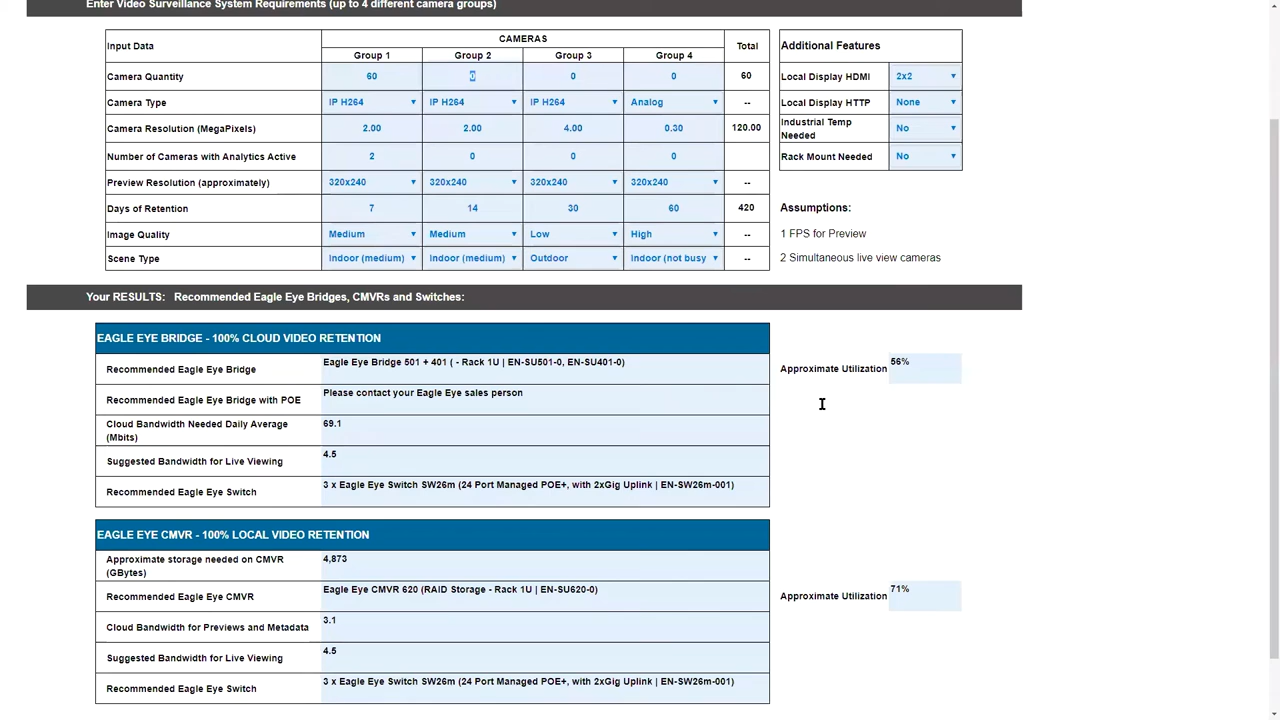 Enter Video Surveillance System Requirements (up to 4 different camera groups)
Input Data CAMERAS Total Additional Features
Group 1 Group 2 Group 3 Group 4
Camera Quantity 60 0 0 0 60 Local Display HDMI 2x2
Camera Type IP H264 IP H264 IP H264 Analog -- Local Display HTTP None
Camera Resolution (MegaPixels) 2.00 2.00 4.00 0.30 120.00 Industrial Temp Needed No
Number of Cameras with Analytics Active 2 0 0 0 Rack Mount Needed No
Preview Resolution (approximately) 320x240 320x240 320x240 320x240 --
Days of Retention 7 14 30 60 420 Assumptions:
Image Quality Medium Medium Low High -- 1 FPS for Preview
Scene Type Indoor (medium) Indoor (medium) Outdoor Indoor (not busy -- 2 Simultaneous live view cameras
Your RESULTS: Recommended Eagle Eye Bridges, CMVRs and Switches:
EAGLE EYE BRIDGE - 100% CLOUD VIDEO RETENTION
Recommended Eagle Eye Bridge Eagle Eye Bridge 501 + 401 ( - Rack 1U | EN-SU501-0, EN-SU401-0) Approximate Utilization 56%
Recommended Eagle Eye Bridge with POE Please contact your Eagle Eye sales person
Cloud Bandwidth Needed Daily Average (Mbits) 69.1
Suggested Bandwidth for Live Viewing 4.5
Recommended Eagle Eye Switch 3 x Eagle Eye Switch SW26m (24 Port Managed POE+, with 2xGig Uplink | EN-SW26m-001)
EAGLE EYE CMVR - 100% LOCAL VIDEO RETENTION
Approximate storage needed on CMVR (GBytes) 4,873
Recommended Eagle Eye CMVR Eagle Eye CMVR 620 (RAID Storage - Rack 1U | EN-SU620-0) Approximate Utilization 71%
Cloud Bandwidth for Previews and Metadata 3.1
Suggested Bandwidth for Live Viewing 4.5
Recommended Eagle Eye Switch 3 x Eagle Eye Switch SW26m (24 Port Managed POE+, with 2xGig Uplink | EN-SW26m-001)